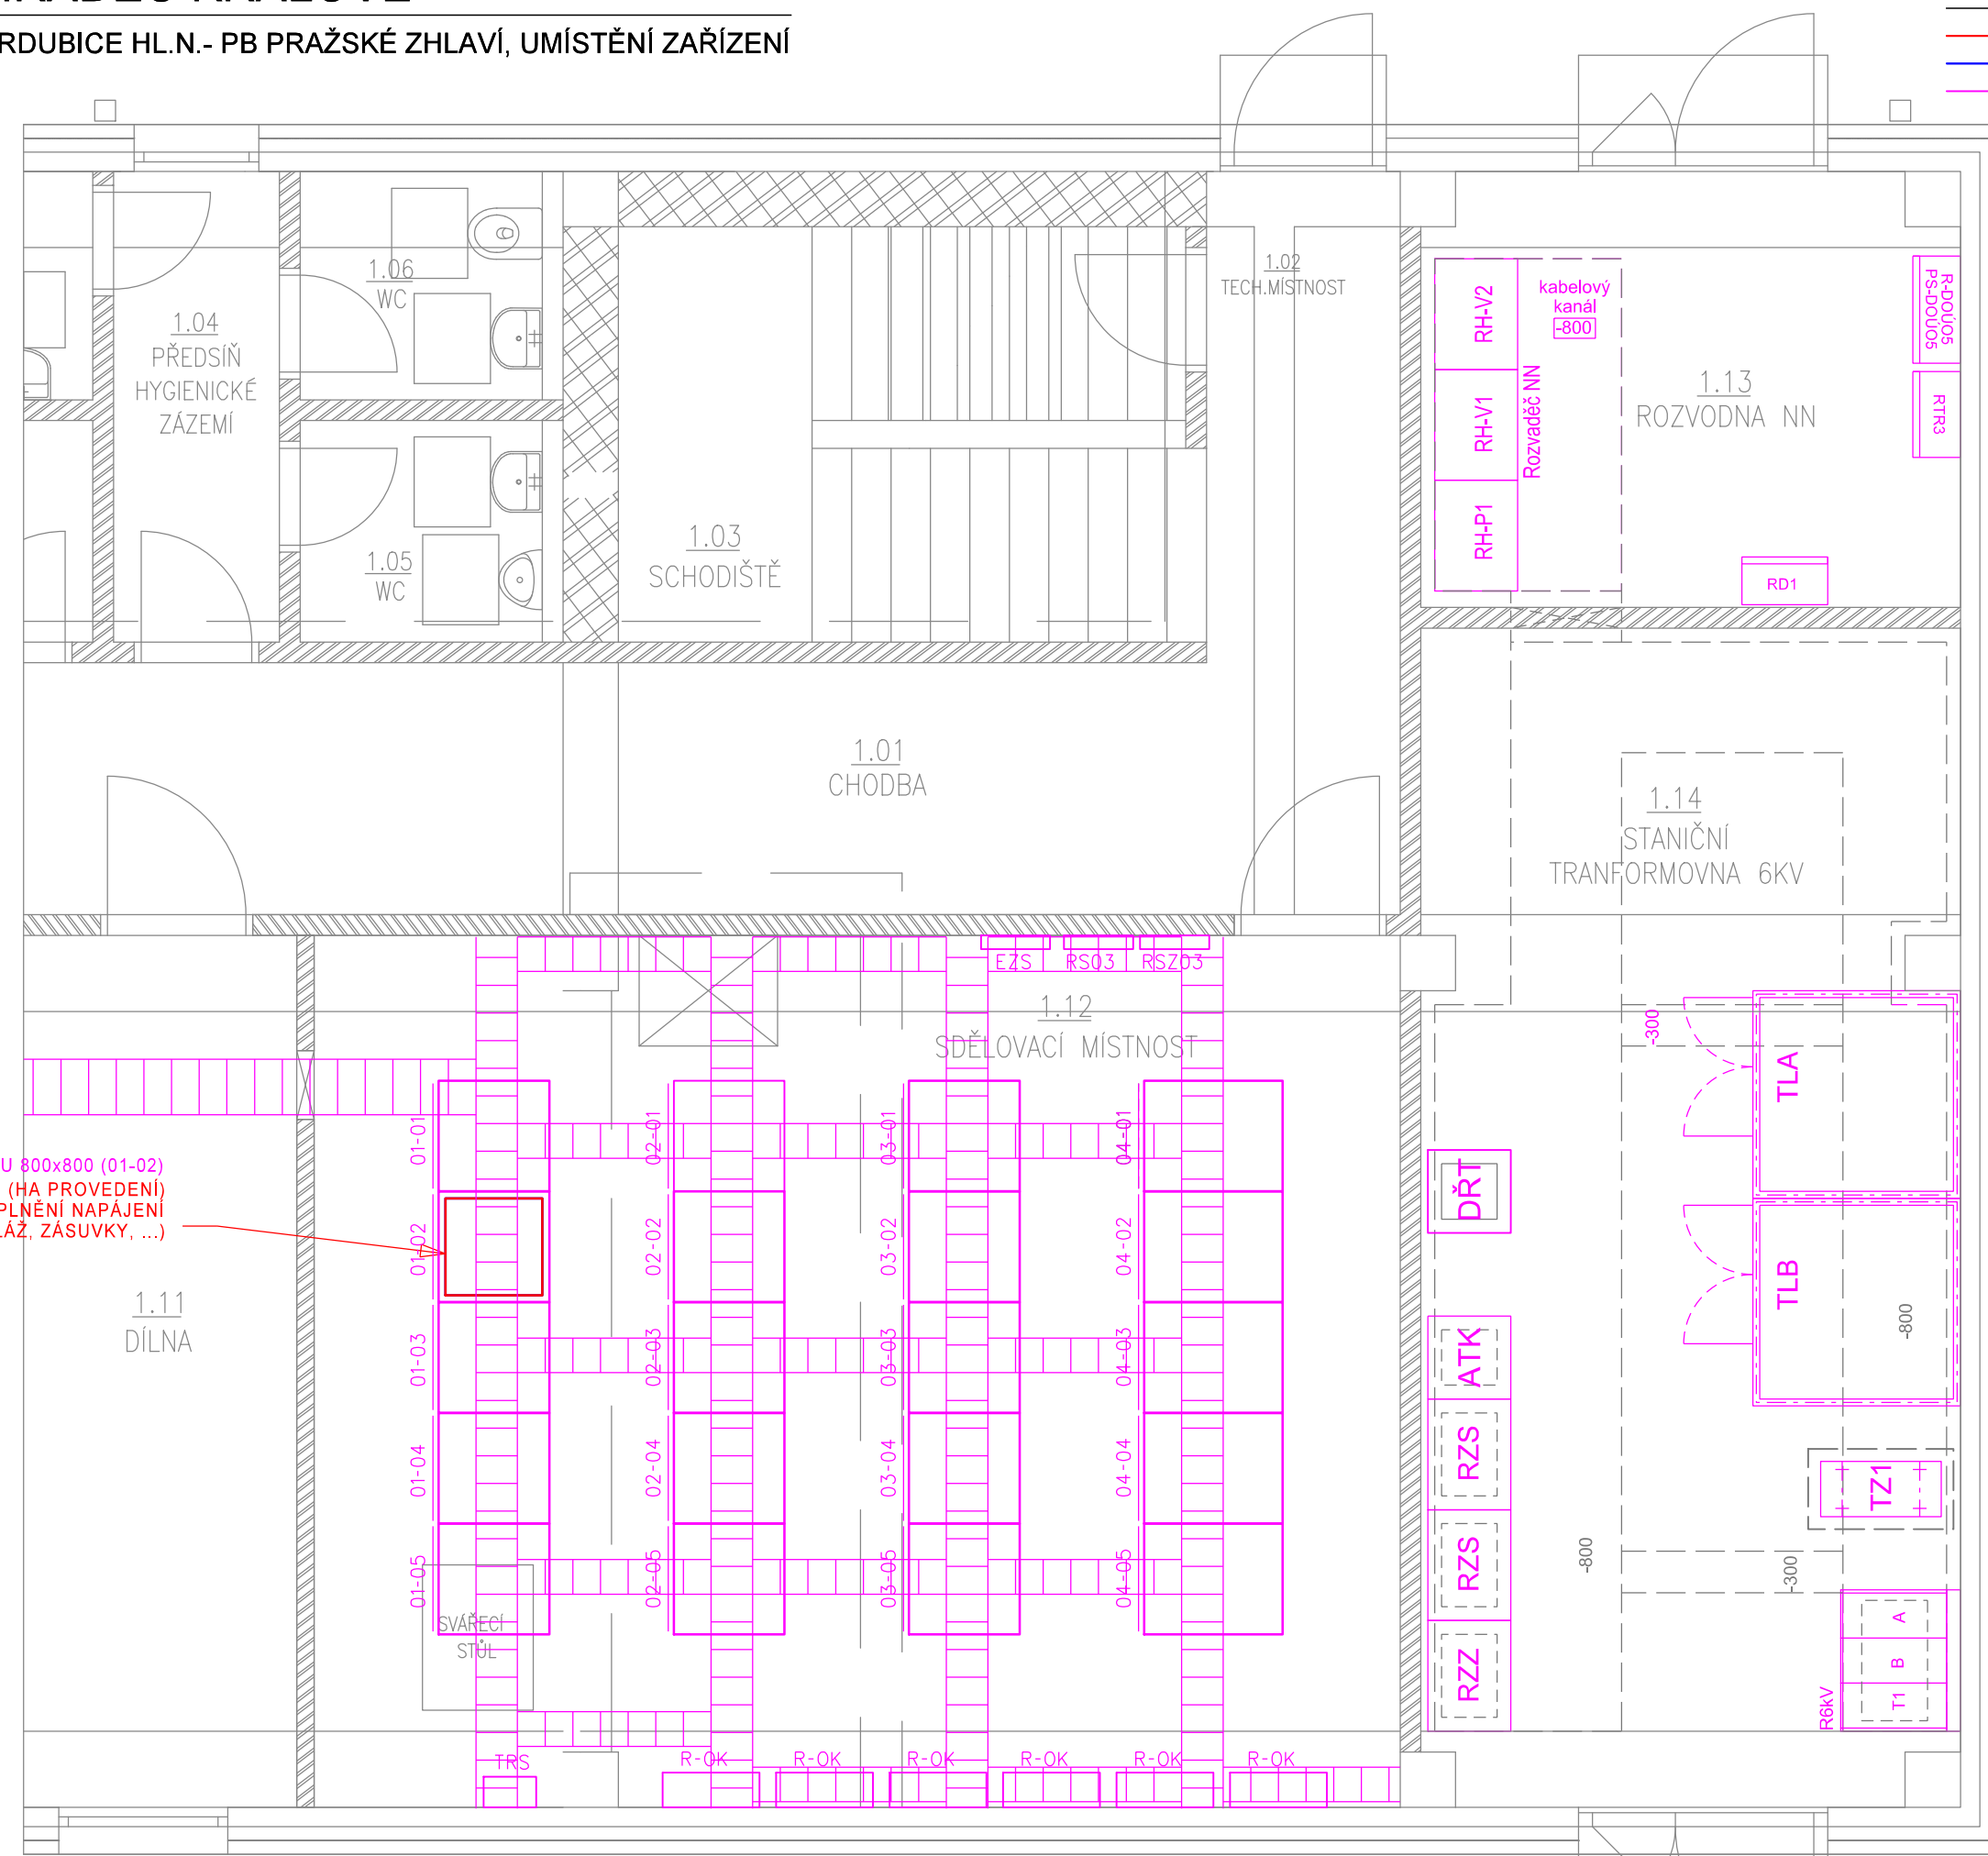 RDUBICE HL.N.- PB PRAŽSKÉ ZHLAVÍ, UMÍSTĚNÍ ZAŘÍZENÍ
1.06
WC
1.04
PŘEDSÍŇ
HYGIENICKÉ
ZÁZEMÍ
1.05
WC
1.03
SCHODIŠTĚ
1.02
TECH.MÍSTNOST
RH-V2
RH-V1
RH-P1
Rozvaděč NN
kabelový
kanál
-800
1.13
ROZVODNA NN
R-DOÚO5
PS-DOÚO5
RTR3
RD1
1.01
CHODBA
1.14
STANIČNÍ
TRANFORMOVNA 6KV
EZS
RS03
RSZ03
1.12
SDĚLOVACÍ MÍSTNOST
-300
TLA
TLB
-800
01-01
02-01
03-01
04-01
U 800x800 (01-02)
(HA PROVEDENÍ)
PLNĚNÍ NAPÁJENÍ
ÁŽ, ZÁSUVKY, ...)
01-02
02-02
03-02
04-02
DŘT
1.11
DÍLNA
01-03
02-03
03-03
04-03
ATK
01-04
02-04
03-04
04-04
RZS
TZ1
01-05
02-05
03-05
04-05
RZS
-800
-300
SVÁŘECÍ
STŮL
RZZ
R6kV
A
B
T1
TRS
R-OK
R-OK
R-OK
R-OK
R-OK
R-OK